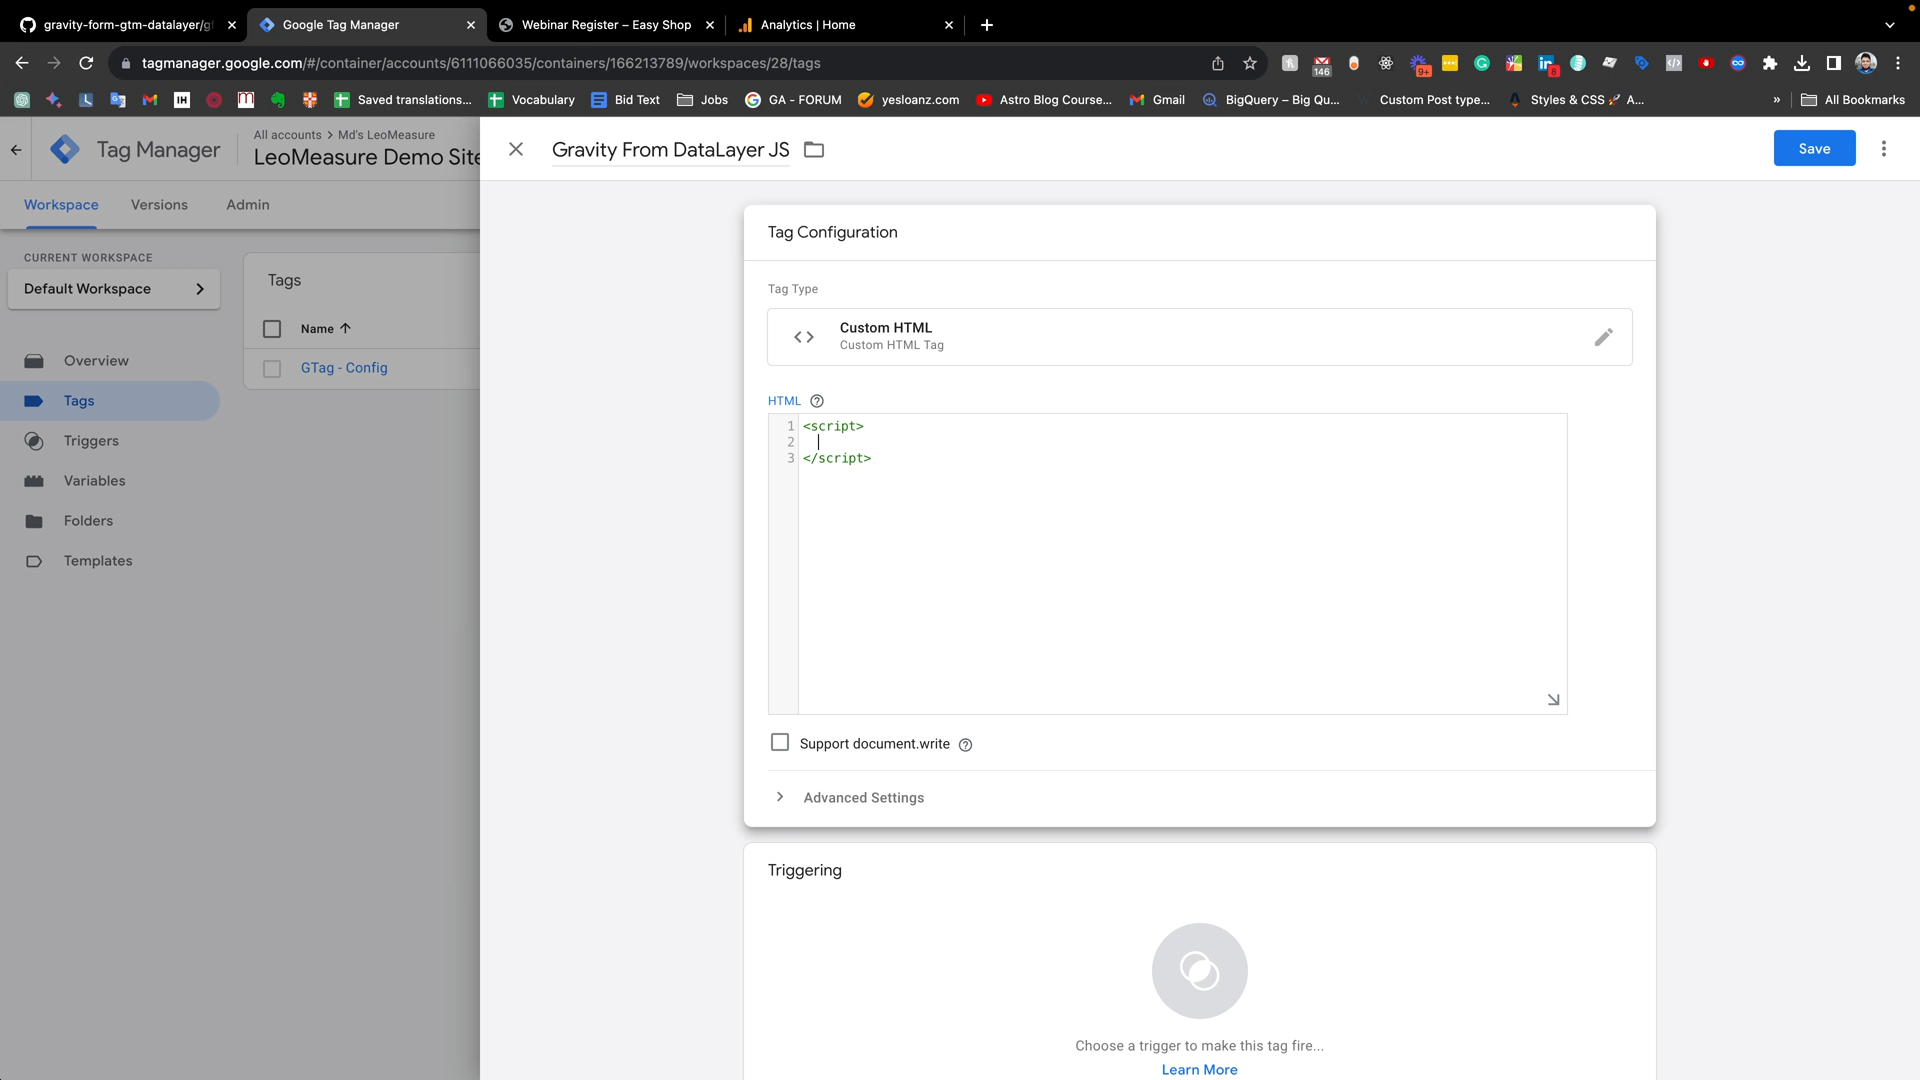 gravity-form-gtm-datalayer/g
Google Tag Manager
Webinar Register – Easy Shop
Analytics | Home
tagmanager.google.com/#/container/accounts/6111066035/containers/166213789/workspaces/28/tags
146
9+
8
IH
Saved translations...
Vocabulary
Bid Text
Jobs
GA - FORUM
yesloanz.com
Astro Blog Course...
Gmail
BigQuery – Big Qu...
Custom Post type...
Styles & CSS 🚀 A...
»
All Bookmarks
Tag Manager
All accounts > Md's LeoMeasure
LeoMeasure Demo Site
Gravity From DataLayer JS
Save
Workspace
Versions
Admin
CURRENT WORKSPACE
Default Workspace
Overview
Tags
Triggers
Variables
Folders
Templates
Tags
Name
GTag - Config
Tag Configuration
Tag Type
Custom HTML
Custom HTML Tag
HTML
1 <script>
2
3 </script>
Support document.write
Advanced Settings
Triggering
Choose a trigger to make this tag fire...
Learn More